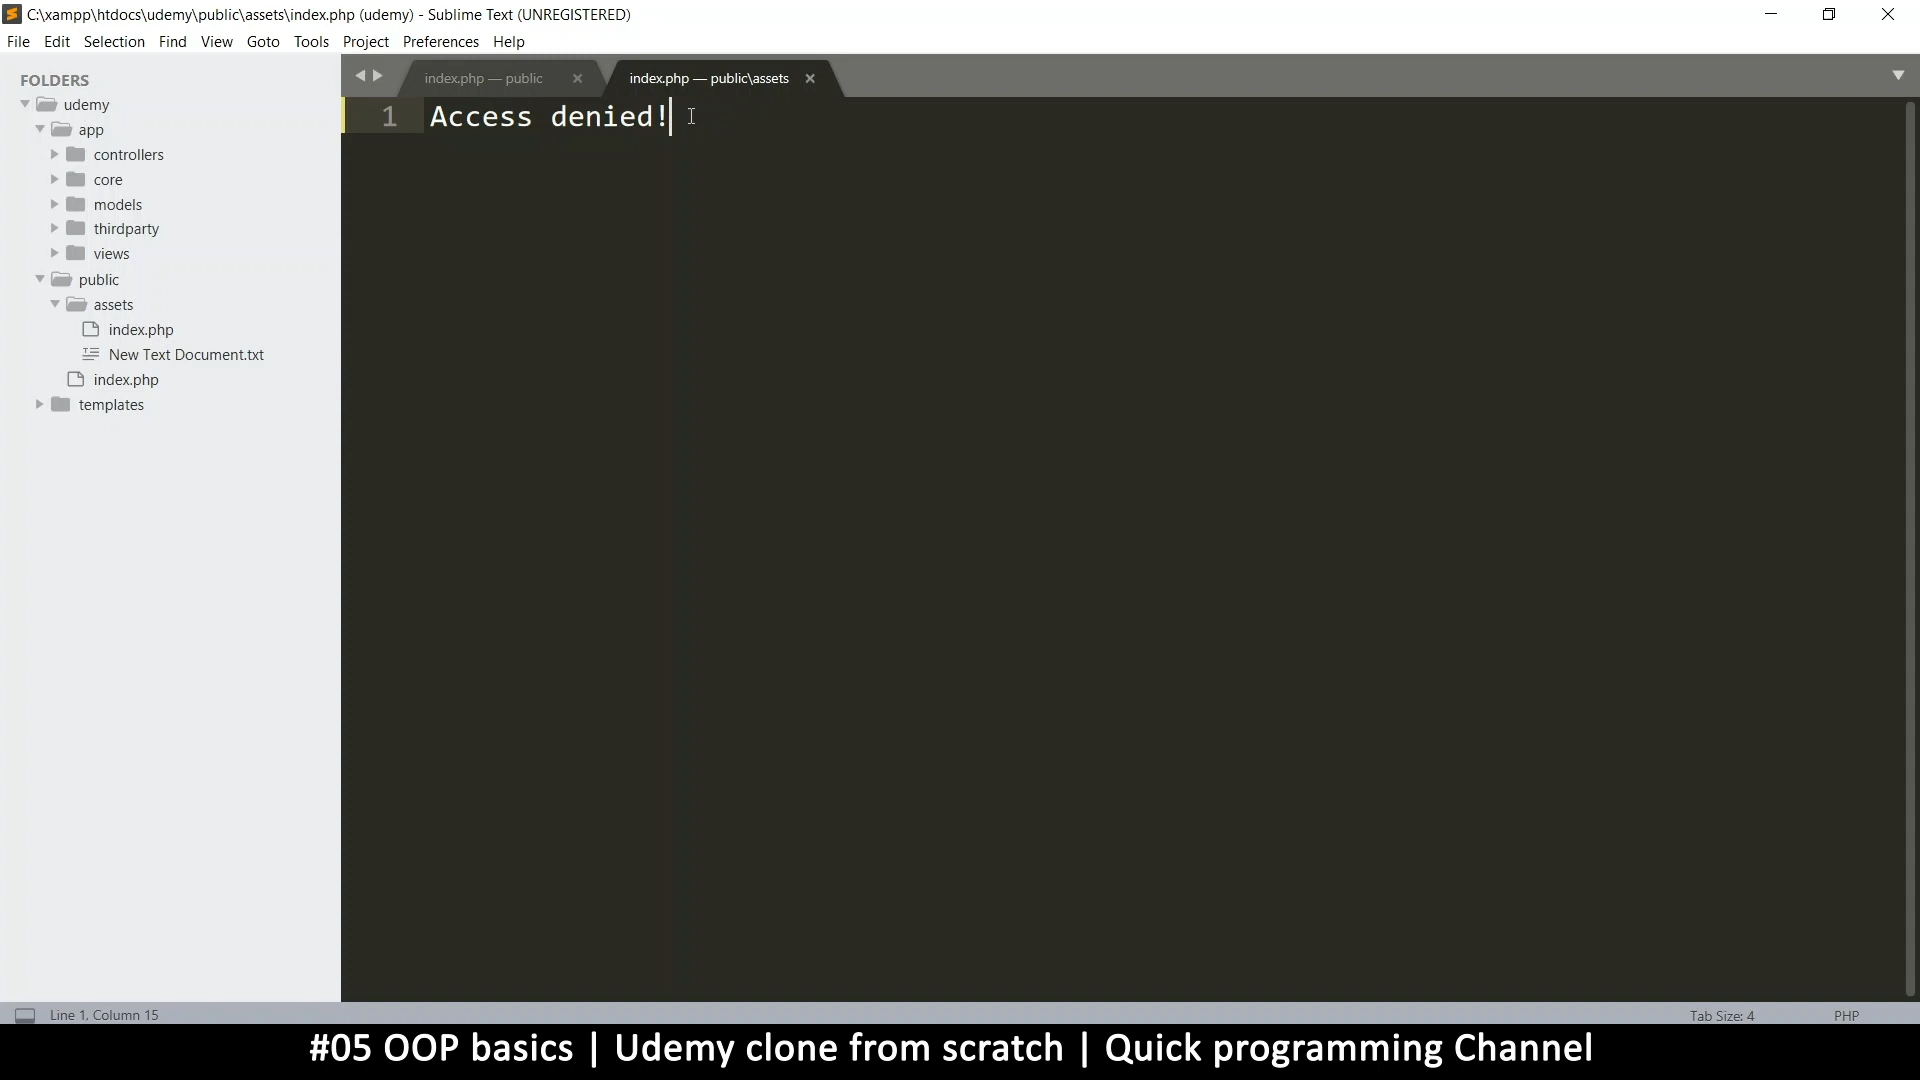 C:\xampp\htdocs\udemy\public\assets\index.php (udemy) - Sublime Text (UNREGISTERED)
File Edit Selection Find View Goto Tools Project Preferences Help
FOLDERS
udemy
app
controllers
core
models
thirdparty
views
public
assets
index.php
New Text Document.txt
index.php
templates
index.php — public
index.php — public\assets
1 Access denied!
Line 1, Column 15
Tab Size: 4
PHP
#05 OOP basics | Udemy clone from scratch | Quick programming Channel